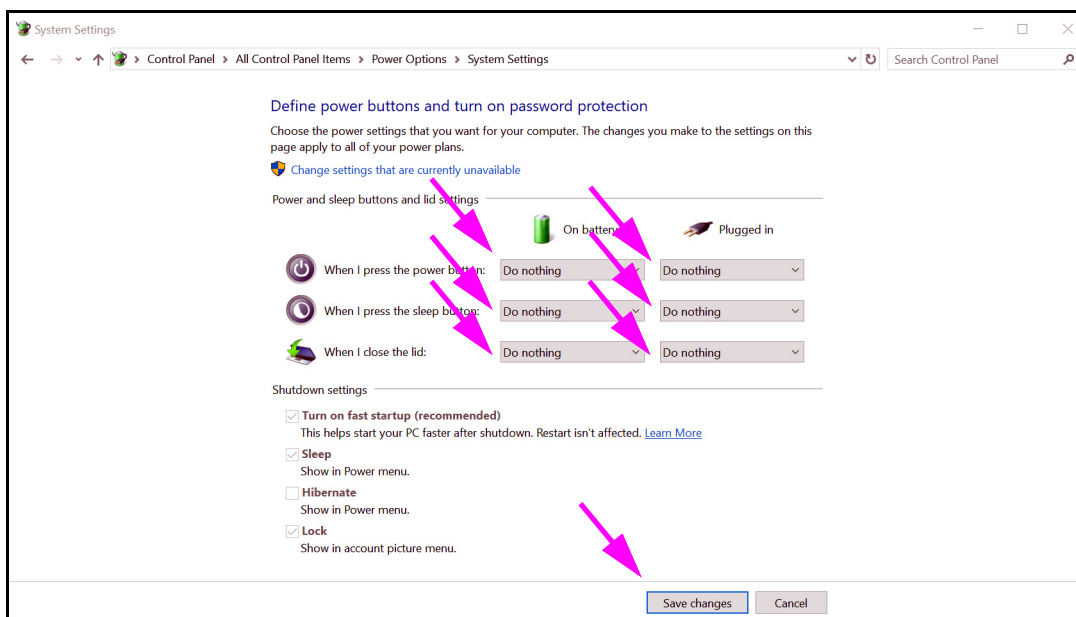 System Settings
Control Panel > All Control Panel Items > Power Options > System Settings
Search Control Panel
Define power buttons and turn on password protection
Choose the power settings that you want for your computer. The changes you make to the settings on this
page apply to all of your power plans.
Change settings that are currently unavailable
Power and sleep buttons and lid settings
On battery
Plugged in
When I press the power button:
Do nothing
Do nothing
When I press the sleep button:
Do nothing
Do nothing
When I close the lid:
Do nothing
Do nothing
Shutdown settings
Turn on fast startup (recommended)
This helps start your PC faster after shutdown. Restart isn't affected. Learn More
Sleep
Show in Power menu.
Hibernate
Show in Power menu.
Lock
Show in account picture menu.
Save changes
Cancel